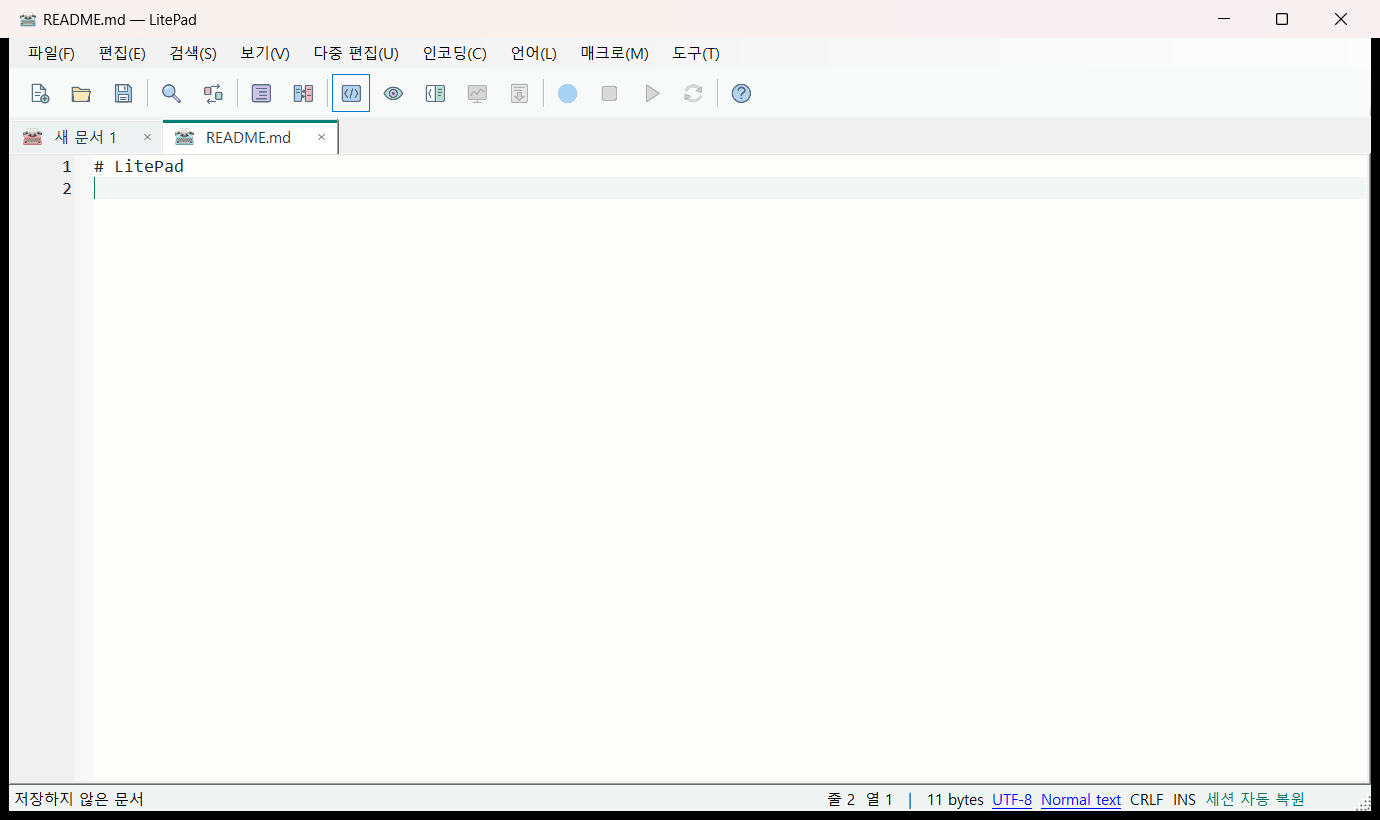 README.md — LitePad
파일(F) 편집(E) 검색(S) 보기(V) 다중 편집(U) 인코딩(C) 언어(L) 매크로(M) 도구(T)
새 문서 1 × README.md ×
1 # LitePad
2
저장하지 않은 문서 줄 2 열 1 | 11 bytes UTF-8 Normal text CRLF INS 세션 자동 복원